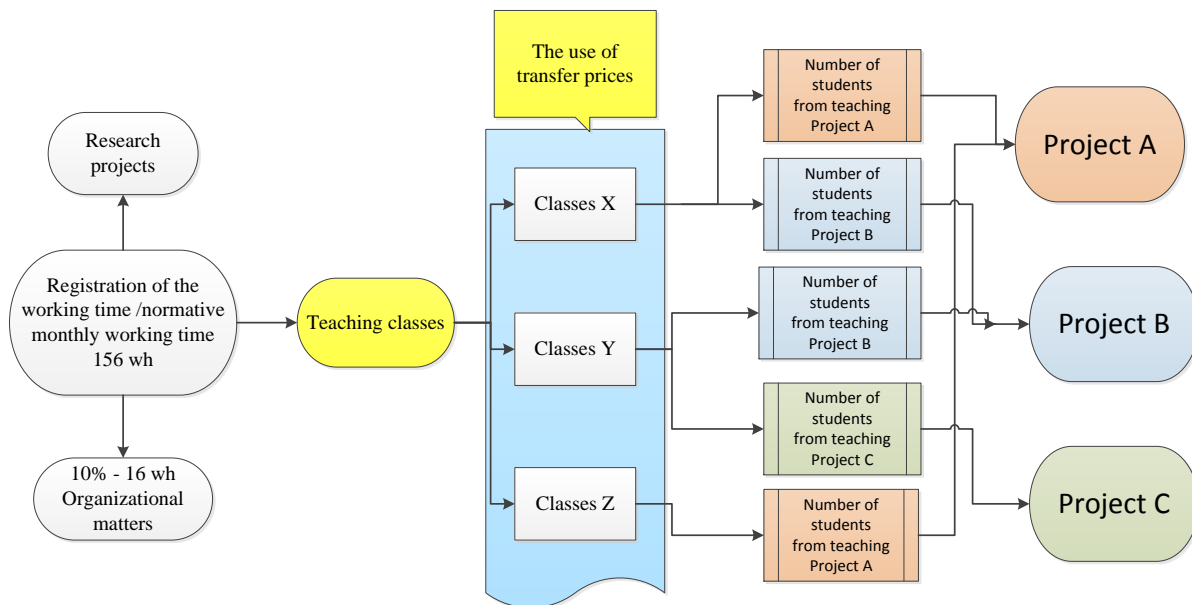 The use of
transfer prices
Research
projects
Registration of the
working time /normative
monthly working time
156 wh
10% - 16 wh
Organizational
matters
Teaching classes
Classes X
Classes Y
Classes Z
Number of
students
from teaching
Project A
Number of
students
from teaching
Project B
Number of
students
from teaching
Project B
Number of
students
from teaching
Project C
Number of
students
from teaching
Project A
Project A
Project B
Project C